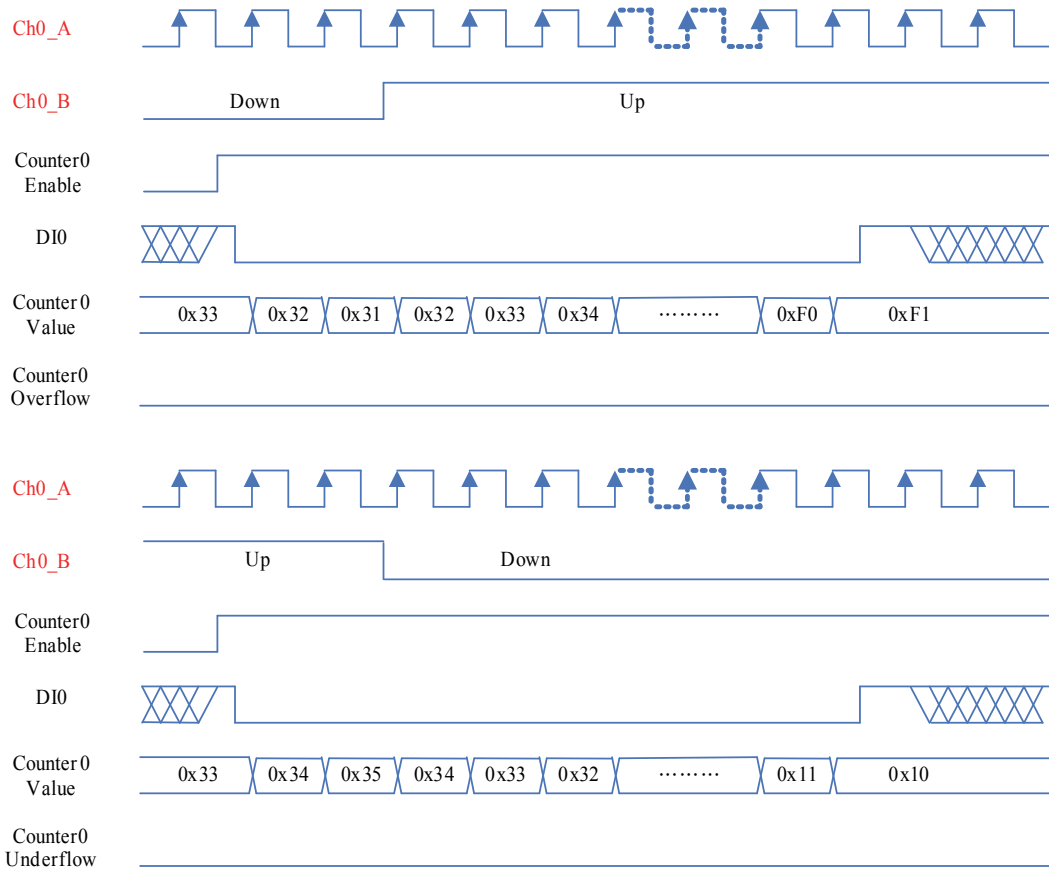 Ch0_A
Ch0_B
Down
Up
Counter0
Enable
DI0
Counter0
Value
0x33
0x32
0x31
0x32
0x33
0x34
………
0xF0
0xF1
Counter0
Overflow
Ch0_A
Ch0_B
Up
Down
Counter0
Enable
DI0
Counter0
Value
0x33
0x34
0x35
0x34
0x33
0x32
………
0x11
0x10
Counter0
Underflow